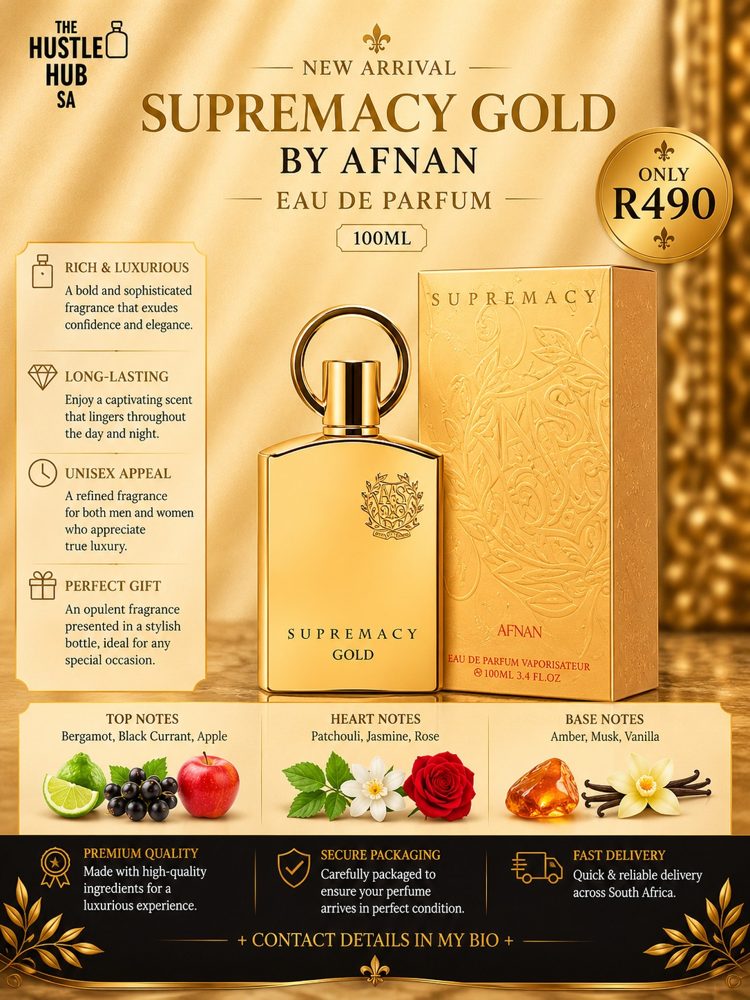 THE
HUSTLE
HUB
SA
NEW ARRIVAL
SUPREMACY GOLD
BY AFNAN
EAU DE PARFUM
100ML
ONLY
R490
RICH & LUXURIOUS
A bold and sophisticated
fragrance that exudes
confidence and elegance.
LONG-LASTING
Enjoy a captivating scent
that lingers throughout
the day and night.
UNISEX APPEAL
A refined fragrance
for both men and women
who appreciate
true luxury.
PERFECT GIFT
An opulent fragrance
presented in a stylish
bottle, ideal for any
special occasion.
SUPREMACY
GOLD
SUPREMACY
AFNAN
EAU DE PARFUM VAPORISATEUR
100ML 3.4 FL.OZ
TOP NOTES
Bergamot, Black Currant, Apple
HEART NOTES
Patchouli, Jasmine, Rose
BASE NOTES
Amber, Musk, Vanilla
PREMIUM QUALITY
Made with high-quality
ingredients for a
luxurious experience.
SECURE PACKAGING
Carefully packaged to
ensure your perfume
arrives in perfect condition.
FAST DELIVERY
Quick & reliable delivery
across South Africa.
+ CONTACT DETAILS IN MY BIO +